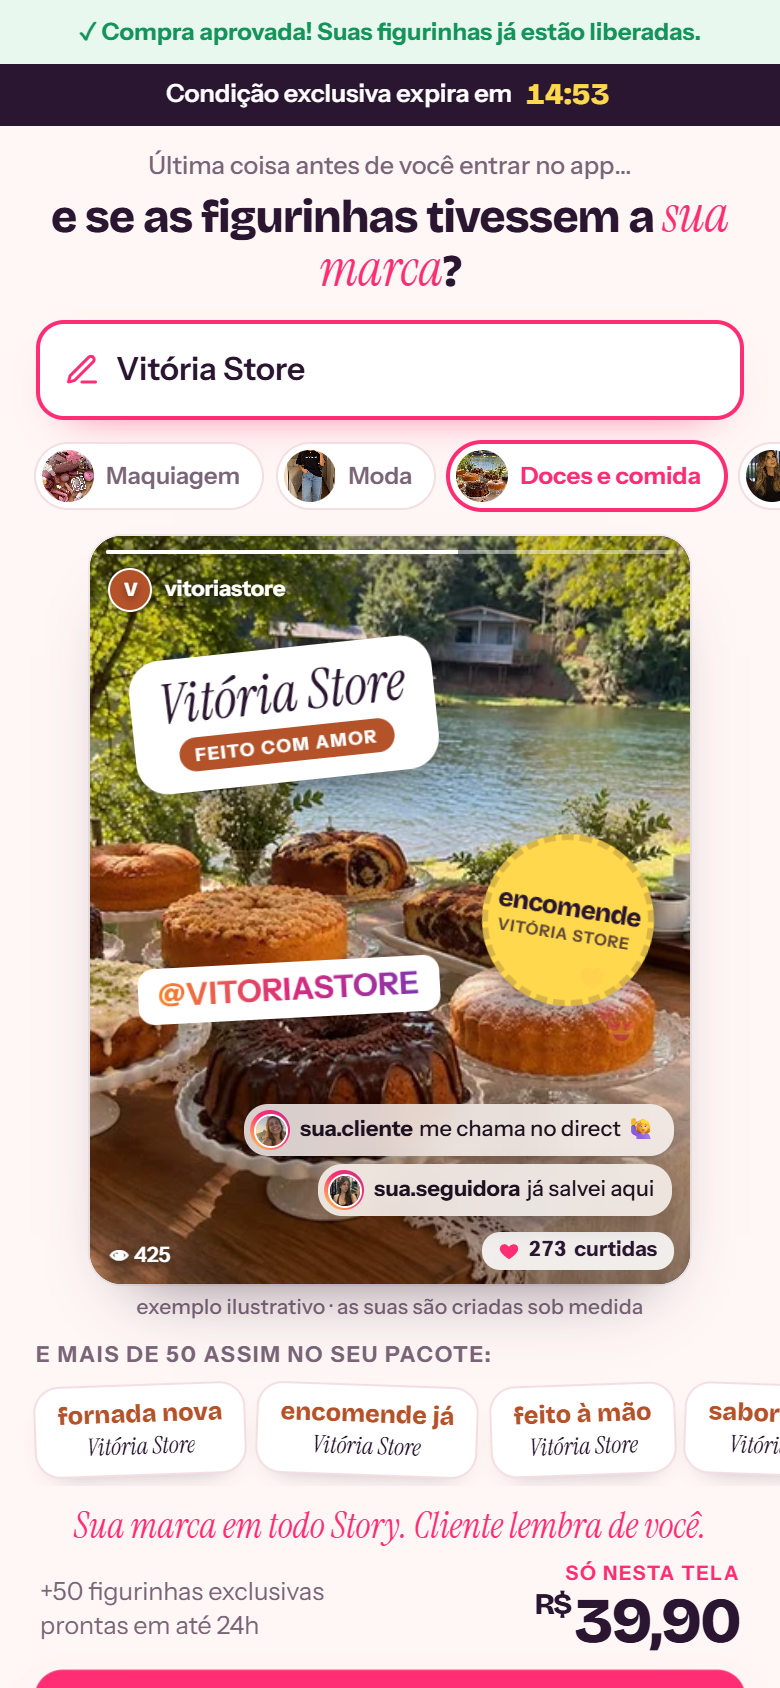 ✓ Compra aprovada! Suas figurinhas já estão liberadas.
Condição exclusiva expira em 14:53
Última coisa antes de você entrar no app...
e se as figurinhas tivessem a sua
marca?
Vitória Store
Maquiagem
Moda
Doces e comida
V vitoriastore
Vitória Store
FEITO COM AMOR
encomende
VITÓRIA STORE
@VITORIASTORE
sua.cliente me chama no direct 🙋‍♀️
sua.seguidora já salvei aqui
425
273 curtidas
exemplo ilustrativo · as suas são criadas sob medida
E MAIS DE 50 ASSIM NO SEU PACOTE:
fornada nova
Vitória Store
encomende já
Vitória Store
feito à mão
Vitória Store
sabor
Vitóri
Sua marca em todo Story. Cliente lembra de você.
+50 figurinhas exclusivas
prontas em até 24h
SÓ NESTA TELA
R$39,90